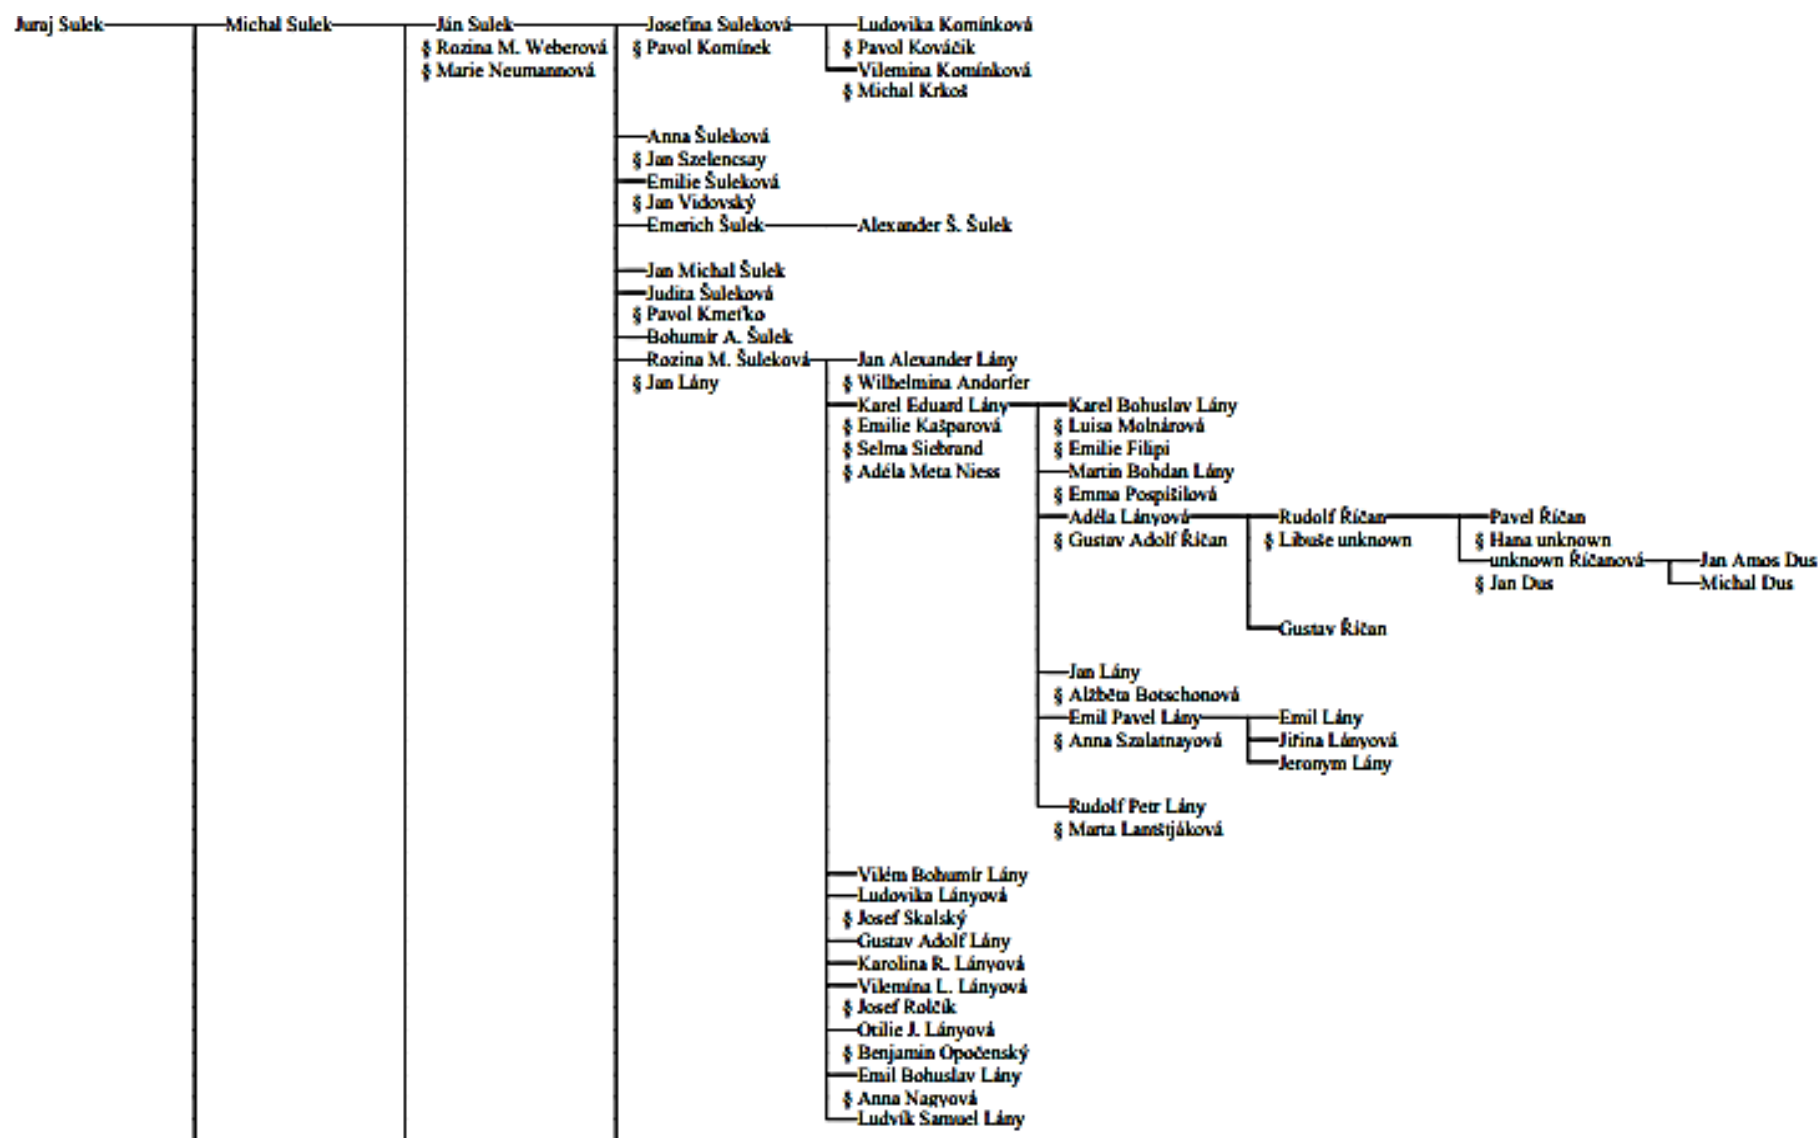 Juraj Sulek Michal Sulek Ján Sulek Josefina Suleková Ludovika Komínková
§ Rozina M. Weberová § Pavol Komínek § Pavol Kováčik
§ Marie Neumannová Vilemina Komínková
§ Michal Krkoš
Anna Šuleková
§ Jan Szelencsay
Emilie Šuleková
§ Jan Vidovský
Emerich Šulek Alexander Š. Šulek
Jan Michal Šulek
Judita Šuleková
§ Pavol Kmeťko
Bohumír A. Šulek
Rozina M. Šuleková Jan Alexander Lány
§ Jan Lány § Wilhelmina Andorfer
Karel Eduard Lány Karel Bohuslav Lány
§ Emilie Kašparová § Luisa Molnárová
§ Selma Siebrand § Emilie Filipi
§ Adéla Meta Niess Martin Bohdan Lány
§ Emma Pospíšilová
Adéla Lányová Rudolf Říčan Pavel Říčan
§ Gustav Adolf Říčan § Libuše unknown § Hana unknown
unknown Říčanová Jan Amos Dus
§ Jan Dus Michal Dus
Gustav Říčan
Jan Lány
§ Alžběta Botschonová
Emil Pavel Lány Emil Lány
§ Anna Szalatnayová Jiřina Lányová
Jeronym Lány
Rudolf Petr Lány
§ Marta Lanštjáková
Vilém Bohumír Lány
Ludovika Lányová
§ Josef Skalský
Gustav Adolf Lány
Karolina R. Lányová
Vilemína L. Lányová
§ Josef Rolčík
Otilie J. Lányová
§ Benjamin Opočenský
Emil Bohuslav Lány
§ Anna Nagyová
Ludvík Samuel Lány